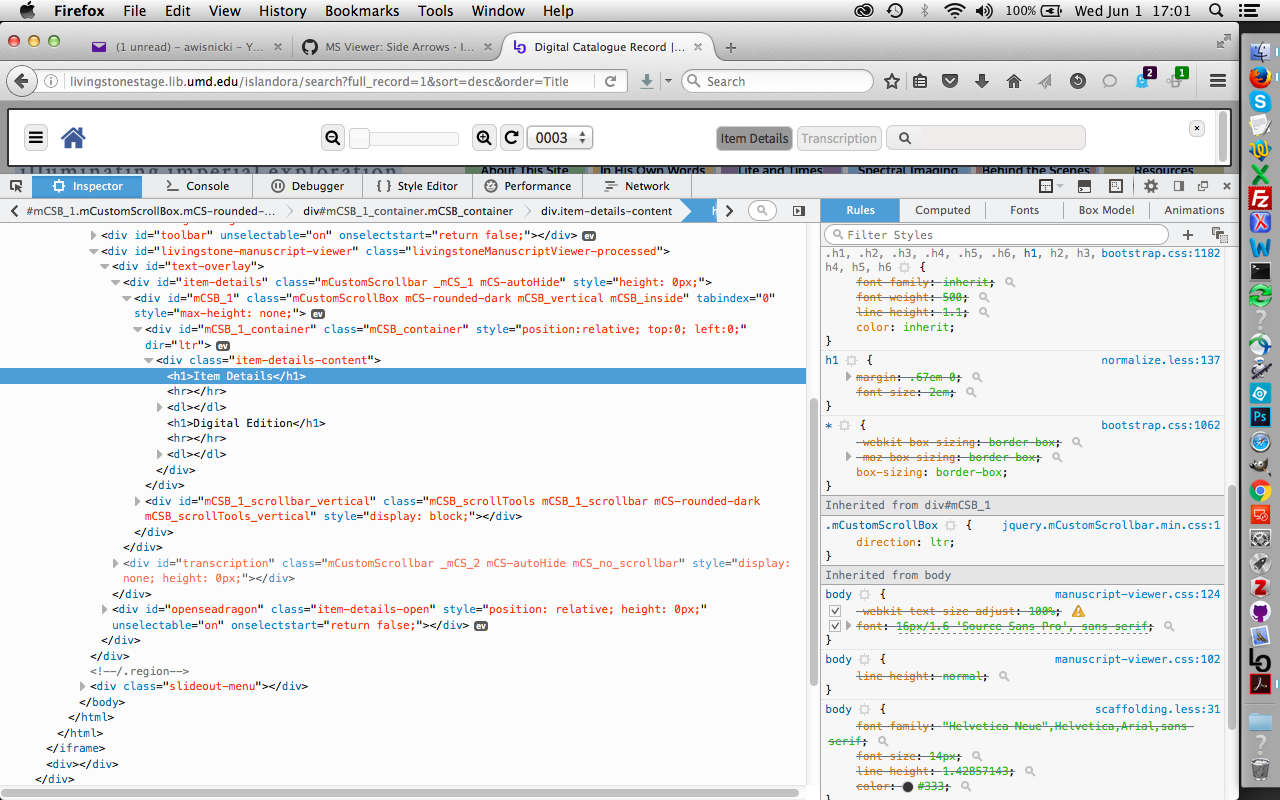 Firefox File Edit View History Bookmarks Tools Window Help 100% Wed Jun 1 17:01
(1 unread) - awisnicki - Y... MS Viewer: Side Arrows · I... Digital Catalogue Record |...
livingstonestage.lib.umd.edu/islandora/search?full_record=1&sort=desc&order=Title Search 2 1
0003 Item Details Transcription
illuminating imperial exploration About This Site In His Own Words Life and Times Spectral Imaging Behind the Scenes Resources
Inspector Console Debugger Style Editor Performance Network
#mCSB_1.mCustomScrollBox.mCS-rounded-... div#mCSB_1_container.mCSB_container div.item-details-content h Rules Computed Fonts Box Model Animations
Filter Styles
<div id="toolbar" unselectable="on" onselectstart="return false;"></div> ev
<div id="livingstone-manuscript-viewer" class="livingstoneManuscriptViewer-processed">
<div id="text-overlay">
<div id="item-details" class="mCustomScrollbar _mCS_1 mCS-autoHide" style="height: 0px;">
<div id="mCSB_1" class="mCustomScrollBox mCS-rounded-dark mCSB_vertical mCSB_inside" tabindex="0"
style="max-height: none;"> ev
<div id="mCSB_1_container" class="mCSB_container" style="position:relative; top:0; left:0;"
dir="ltr"> ev
<div class="item-details-content">
<h1>Item Details</h1>
<hr></hr>
<dl></dl>
<h1>Digital Edition</h1>
<hr></hr>
<dl></dl>
</div>
</div>
<div id="mCSB_1_scrollbar_vertical" class="mCSB_scrollTools mCSB_1_scrollbar mCS-rounded-dark
mCSB_scrollTools_vertical" style="display: block;"></div>
</div>
</div>
<div id="transcription" class="mCustomScrollbar _mCS_2 mCS-autoHide mCS_no_scrollbar" style="display:
none; height: 0px;"></div>
</div>
<div id="openseadragon" class="item-details-open" style="position: relative; height: 0px;"
unselectable="on" onselectstart="return false;"></div> ev
</div>
</div>
<!--/.region-->
<div class="slideout-menu"></div>
</body>
</html>
</html>
</iframe>
<div></div>
</div>
.h1, .h2, .h3, .h4, .h5, .h6, h1, h2, h3, bootstrap.css:1182
h4, h5, h6 {
font-family: inherit;
font-weight: 500;
line-height: 1.1;
color: inherit;
}
h1 { normalize.less:137
margin: .67em 0;
font-size: 2em;
}
* { bootstrap.css:1062
-webkit-box-sizing: border-box;
-moz-box-sizing: border-box;
box-sizing: border-box;
}
Inherited from div#mCSB_1
.mCustomScrollBox { jquery.mCustomScrollbar.min.css:1
direction: ltr;
}
Inherited from body
body { manuscript-viewer.css:124
-webkit-text-size-adjust: 100%;
font: 16px/1.6 'Source Sans Pro', sans-serif;
}
body { manuscript-viewer.css:102
line-height: normal;
}
body { scaffolding.less:31
font-family: "Helvetica Neue",Helvetica,Arial,sans-
serif;
font-size: 14px;
line-height: 1.42857143;
color: #333;
}